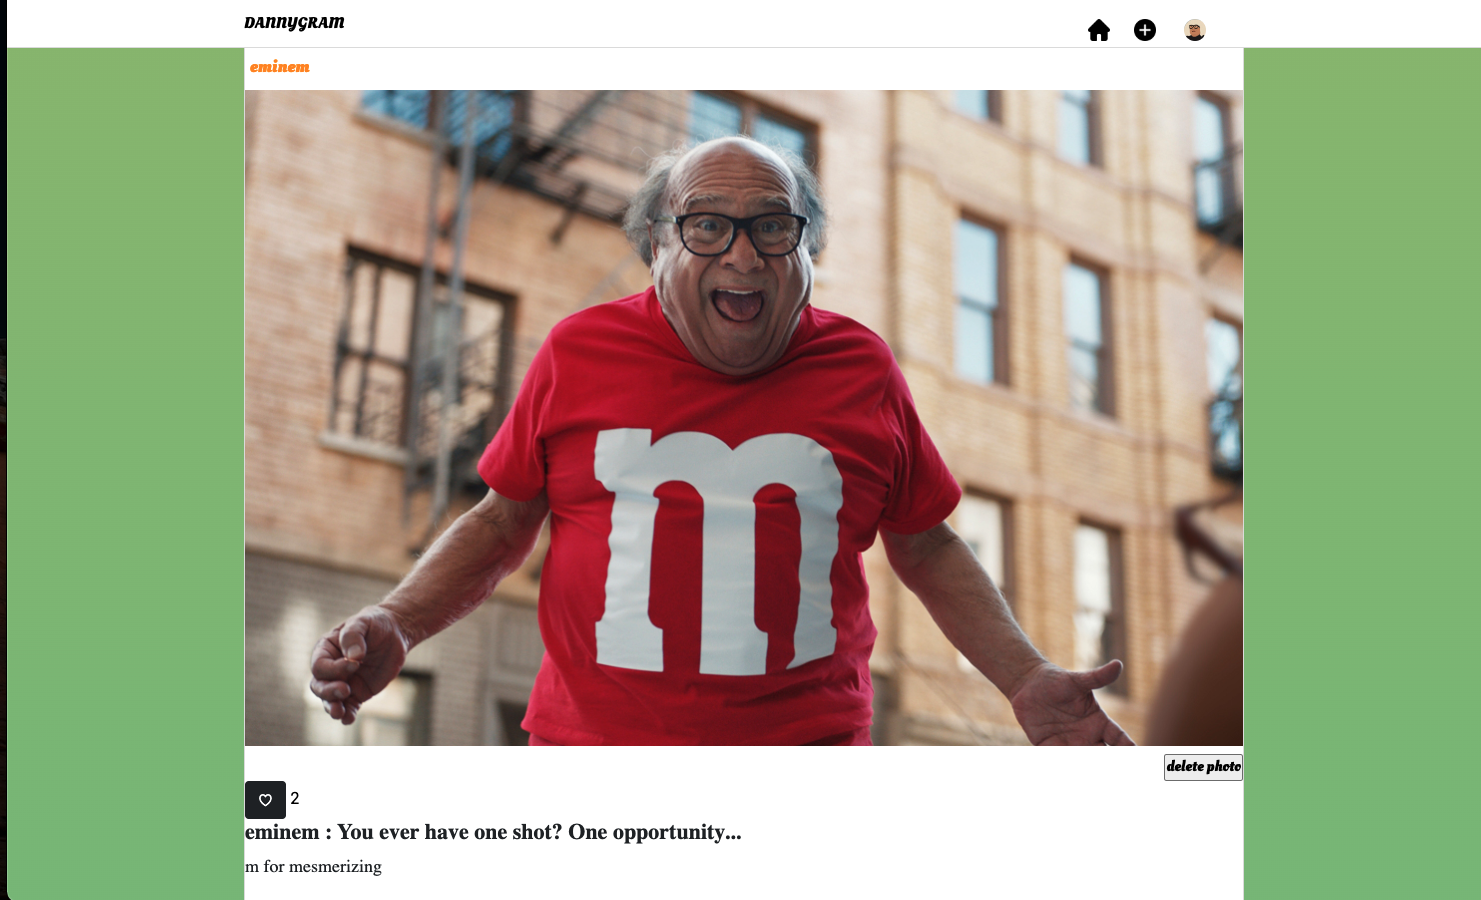 DANNYGRAM
eminem
m
delete photo
2
eminem : You ever have one shot? One opportunity...
m for mesmerizing